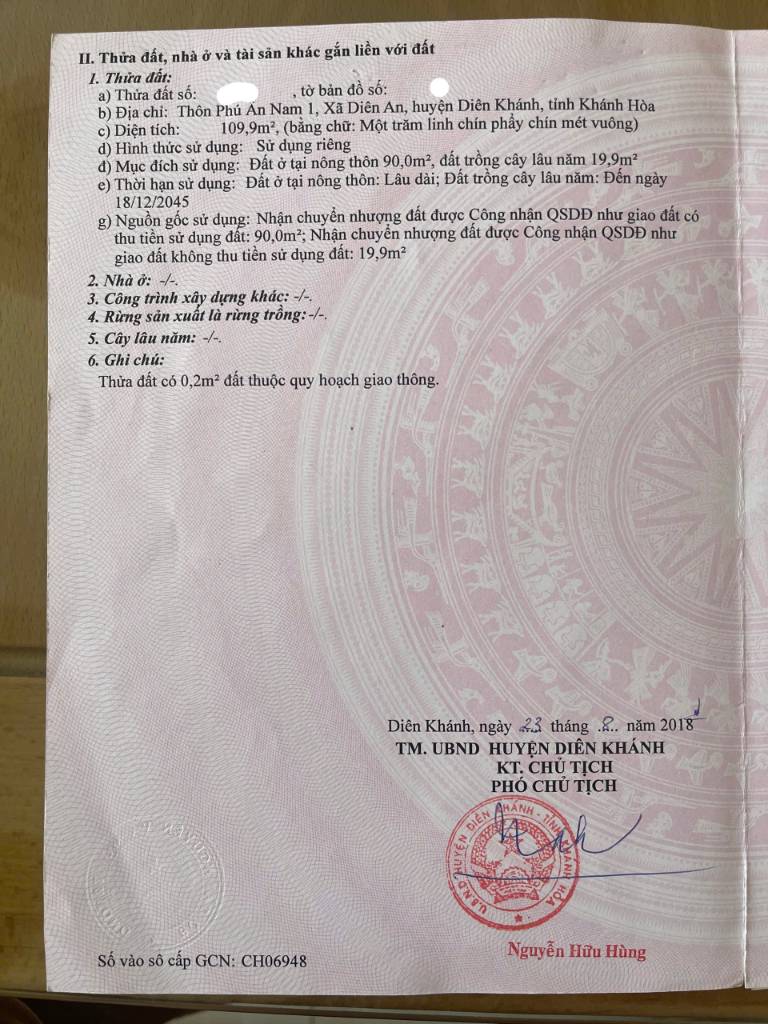 II. Thửa đất, nhà ở và tài sản khác gắn liền với đất
1. Thửa đất:
a) Thửa đất số: , tờ bản đồ số:
b) Địa chỉ: Thôn Phú Ân Nam 1, Xã Diên An, huyện Diên Khánh, tỉnh Khánh Hòa
c) Diện tích: 109,9m², (bằng chữ: Một trăm linh chín phẩy chín mét vuông)
d) Hình thức sử dụng: Sử dụng riêng
đ) Mục đích sử dụng: Đất ở tại nông thôn 90,0m², đất trồng cây lâu năm 19,9m²
e) Thời hạn sử dụng: Đất ở tại nông thôn: Lâu dài; Đất trồng cây lâu năm: Đến ngày
18/12/2045
g) Nguồn gốc sử dụng: Nhận chuyển nhượng đất được Công nhận QSDĐ như giao đất có
thu tiền sử dụng đất: 90,0m²; Nhận chuyển nhượng đất được Công nhận QSDĐ như
giao đất không thu tiền sử dụng đất: 19,9m²
2. Nhà ở: -/-.
3. Công trình xây dựng khác: -/-.
4. Rừng sản xuất là rừng trồng: -/-.
5. Cây lâu năm: -/-.
6. Ghi chú:
Thửa đất có 0,2m² đất thuộc quy hoạch giao thông.
Diên Khánh, ngày 23 tháng 8 năm 2018
TM. UBND HUYỆN DIÊN KHÁNH
KT. CHỦ TỊCH
PHÓ CHỦ TỊCH
U.B.N.D HUYỆN DIÊN KHÁNH - TỈNH KHÁNH HÒA
Nguyễn Hữu Hùng
Số vào sổ cấp GCN: CH06948